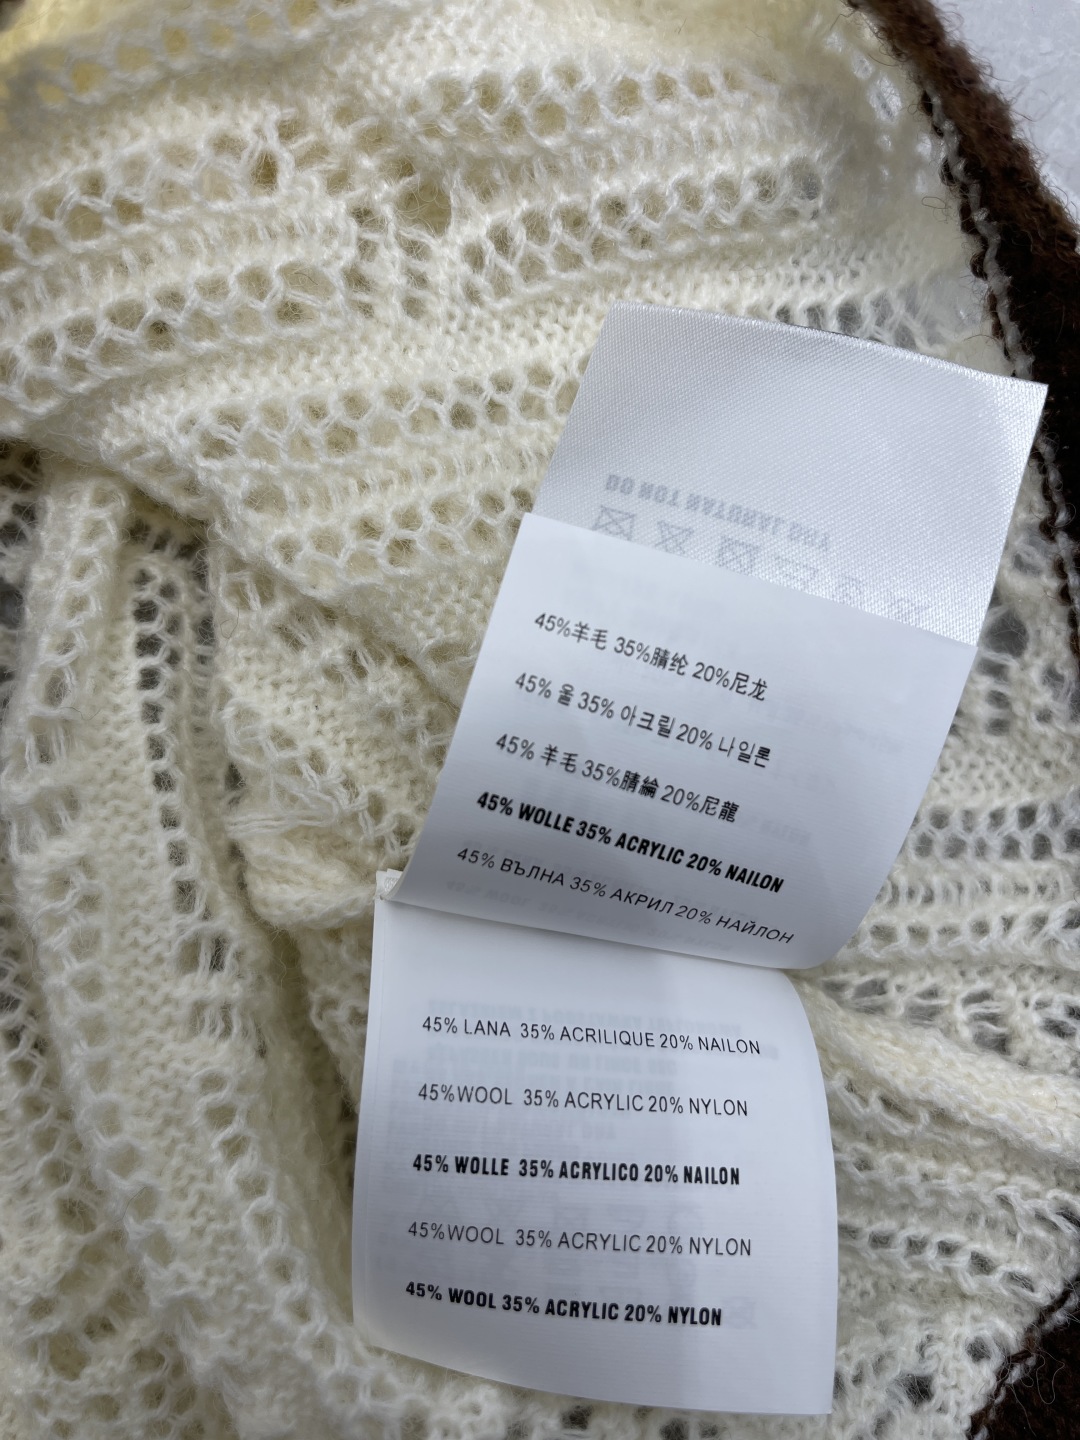 DO NOT NATURAL DRY
45%羊毛 35%腈纶 20%尼龙
45% 울 35% 아크릴 20% 나일론
45% 羊毛 35%腈綸 20%尼龍
45% WOLLE 35% ACRYLIC 20% NAILON
45% ВЪЛНА 35% АКРИЛ 20% НАЙЛОН
45% LANA 35% ACRILIQUE 20% NAILON
45%WOOL 35% ACRYLIC 20% NYLON
45% WOLLE 35% ACRYLICO 20% NAILON
45%WOOL 35% ACRYLIC 20% NYLON
45% WOOL 35% ACRYLIC 20% NYLON